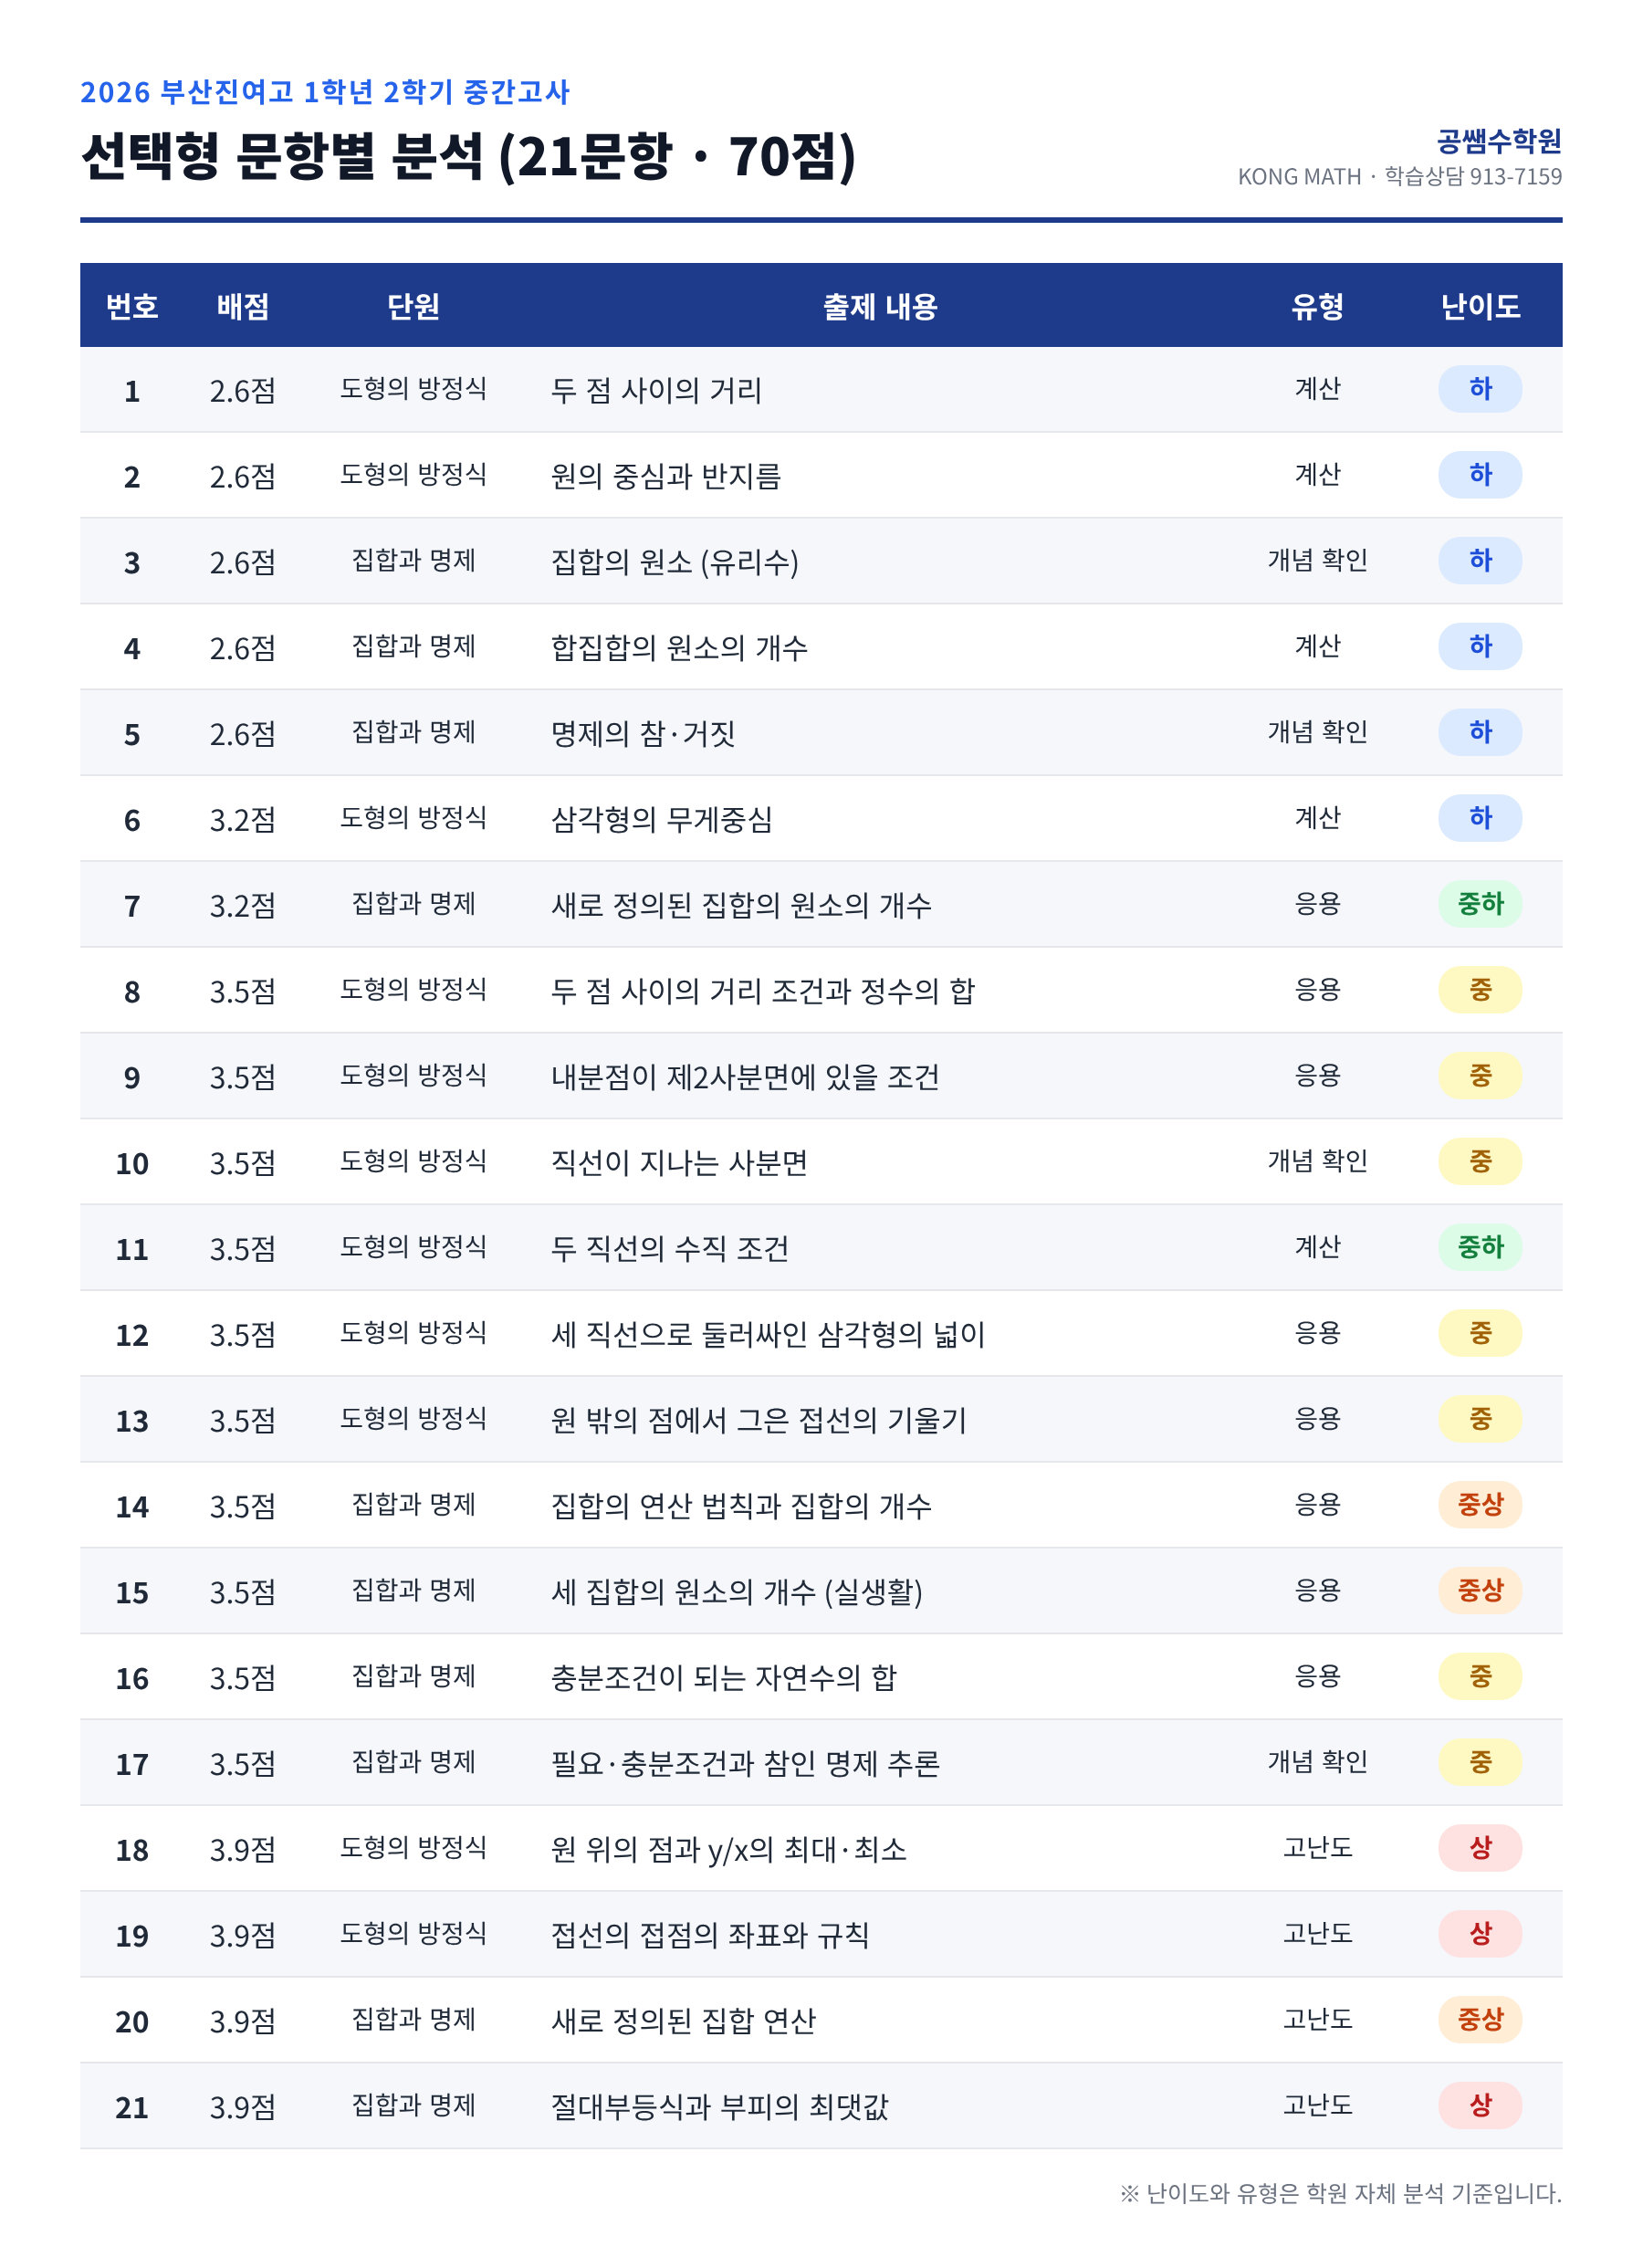 2026 부산진여고 1학년 2학기 중간고사
선택형 문항별 분석 (21문항 · 70점)
공쌤수학원
KONG MATH · 학습상담 913-7159
번호 배점 단원 출제 내용 유형 난이도
1 2.6점 도형의 방정식 두 점 사이의 거리 계산 하
2 2.6점 도형의 방정식 원의 중심과 반지름 계산 하
3 2.6점 집합과 명제 집합의 원소 (유리수) 개념 확인 하
4 2.6점 집합과 명제 합집합의 원소의 개수 계산 하
5 2.6점 집합과 명제 명제의 참·거짓 개념 확인 하
6 3.2점 도형의 방정식 삼각형의 무게중심 계산 하
7 3.2점 집합과 명제 새로 정의된 집합의 원소의 개수 응용 중하
8 3.5점 도형의 방정식 두 점 사이의 거리 조건과 정수의 합 응용 중
9 3.5점 도형의 방정식 내분점이 제2사분면에 있을 조건 응용 중
10 3.5점 도형의 방정식 직선이 지나는 사분면 개념 확인 중
11 3.5점 도형의 방정식 두 직선의 수직 조건 계산 중하
12 3.5점 도형의 방정식 세 직선으로 둘러싸인 삼각형의 넓이 응용 중
13 3.5점 도형의 방정식 원 밖의 점에서 그은 접선의 기울기 응용 중
14 3.5점 집합과 명제 집합의 연산 법칙과 집합의 개수 응용 중상
15 3.5점 집합과 명제 세 집합의 원소의 개수 (실생활) 응용 중상
16 3.5점 집합과 명제 충분조건이 되는 자연수의 합 응용 중
17 3.5점 집합과 명제 필요·충분조건과 참인 명제 추론 개념 확인 중
18 3.9점 도형의 방정식 원 위의 점과 y/x의 최대·최소 고난도 상
19 3.9점 도형의 방정식 접선의 접점의 좌표와 규칙 고난도 상
20 3.9점 집합과 명제 새로 정의된 집합 연산 고난도 중상
21 3.9점 집합과 명제 절대부등식과 부피의 최댓값 고난도 상
※ 난이도와 유형은 학원 자체 분석 기준입니다.